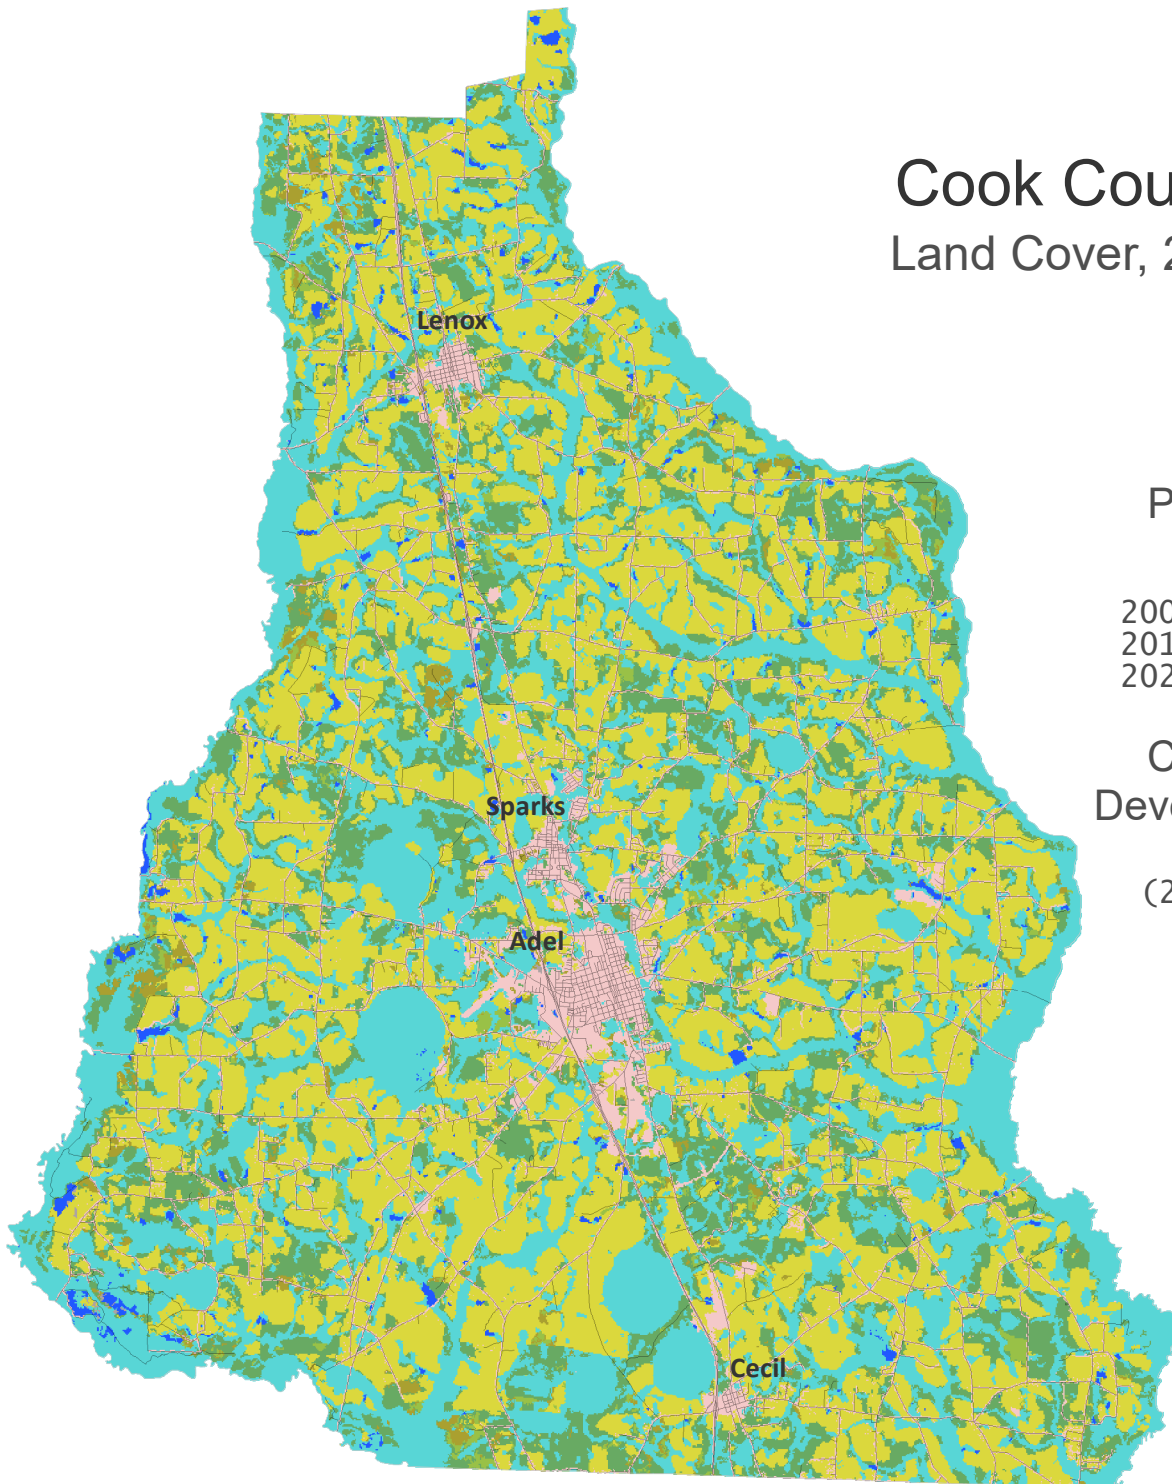 Cook Cou
Land Cover, 2
Lenox
P
200
201
202
C
Sparks
Deve
(2
Adel
Cecil